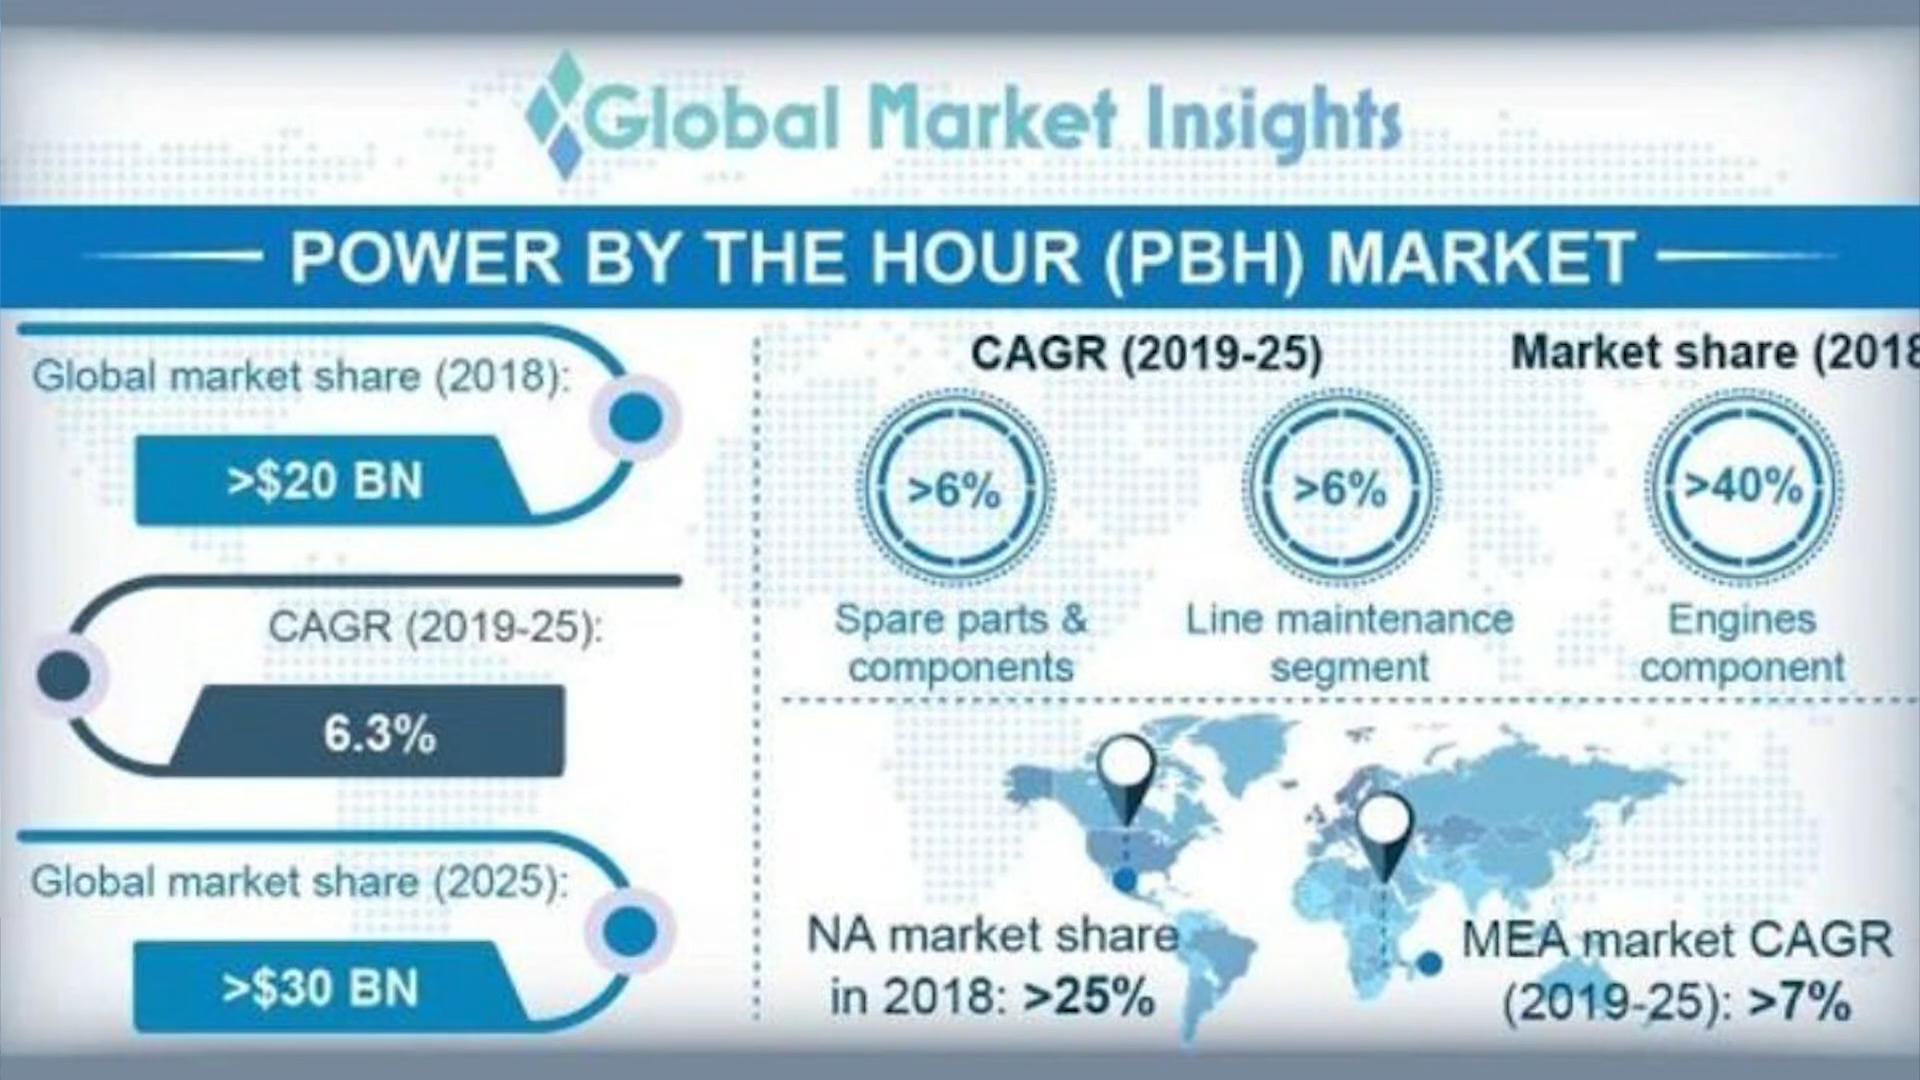 Global Market Insights
POWER BY THE HOUR (PBH) MARKET
Global market share (2018):
>$20 BN
CAGR (2019-25):
6.3%
Global market share (2025):
>$30 BN
CAGR (2019-25)
>6%
Spare parts &
components
>6%
Line maintenance
segment
Market share (2018
>40%
Engines
component
NA market share
in 2018: >25%
MEA market CAGR
(2019-25): >7%